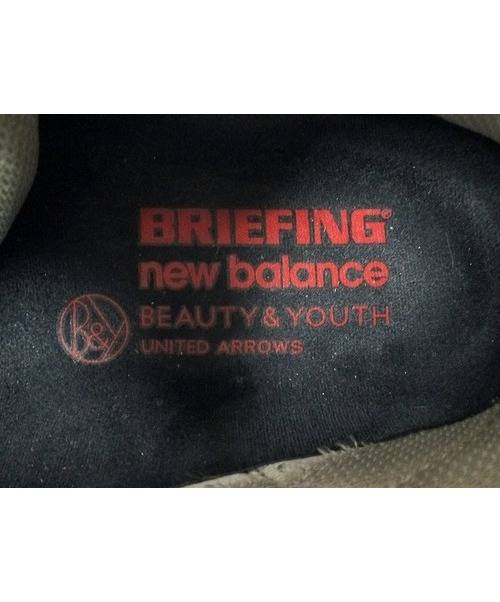 BRIEFING®
new balance
B&Y BEAUTY & YOUTH
UNITED ARROWS